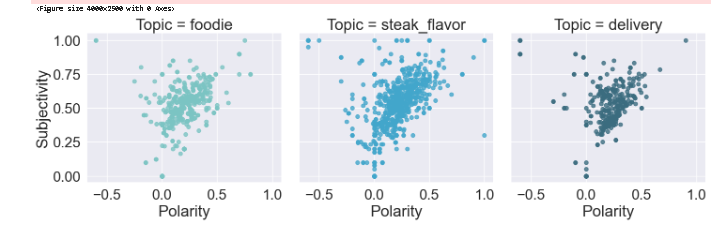 <Figure size 4000x2500 with 0 Axes>
Topic = foodie
Topic = steak_flavor
Topic = delivery
1.00
0.75
0.50
0.25
0.00
Subjectivity
−0.5 0.0 0.5 1.0
−0.5 0.0 0.5 1.0
−0.5 0.0 0.5 1.0
Polarity
Polarity
Polarity